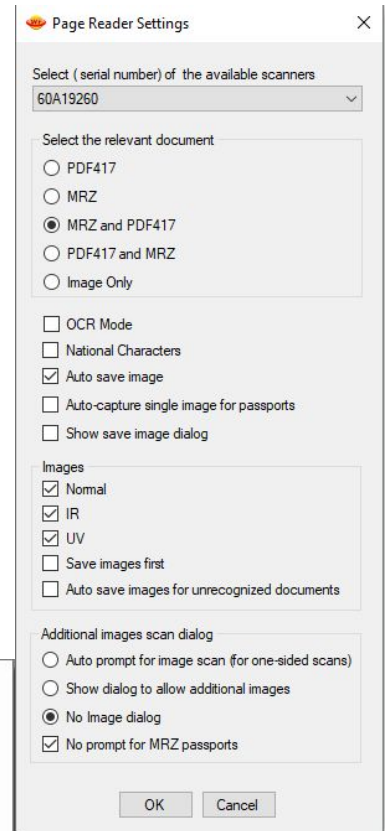 Page Reader Settings
Select ( serial number) of the available scanners
60A19260
Select the relevant document
PDF417
MRZ
MRZ and PDF417
PDF417 and MRZ
Image Only
OCR Mode
National Characters
Auto save image
Auto-capture single image for passports
Show save image dialog
Images
Normal
IR
UV
Save images first
Auto save images for unrecognized documents
Additional images scan dialog
Auto prompt for image scan (for one-sided scans)
Show dialog to allow additional images
No Image dialog
No prompt for MRZ passports
OK Cancel